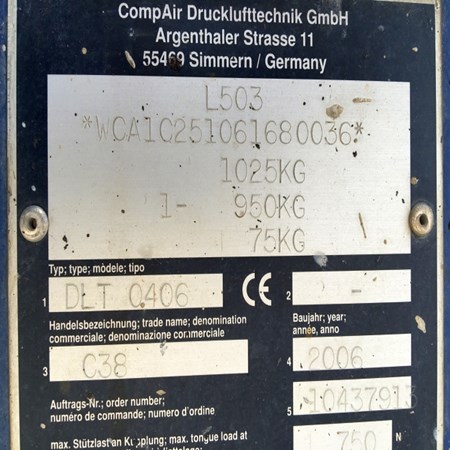 CompAir Drucklufttechnik GmbH
Argenthaler Strasse 11
55469 Simmern / Germany
L503
*WCA1C251061680036*
1025KG
1- 950KG
75KG
Typ; type; modèle; tipo
1 DLT 0406 CE 2 -
Handelsbezeichnung; trade name; denomination
commerciale; denominazione commerciale
Baujahr; year;
année, anno
3 C38 4 2006
Auftrags-Nr.; order number;
numéro de commande; numero d'ordine
5 10437913
max. Stützlast an Kupplung; max. tongue load at
750 N